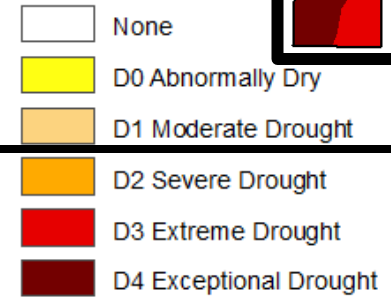 None
D0 Abnormally Dry
D1 Moderate Drought
D2 Severe Drought
D3 Extreme Drought
D4 Exceptional Drought